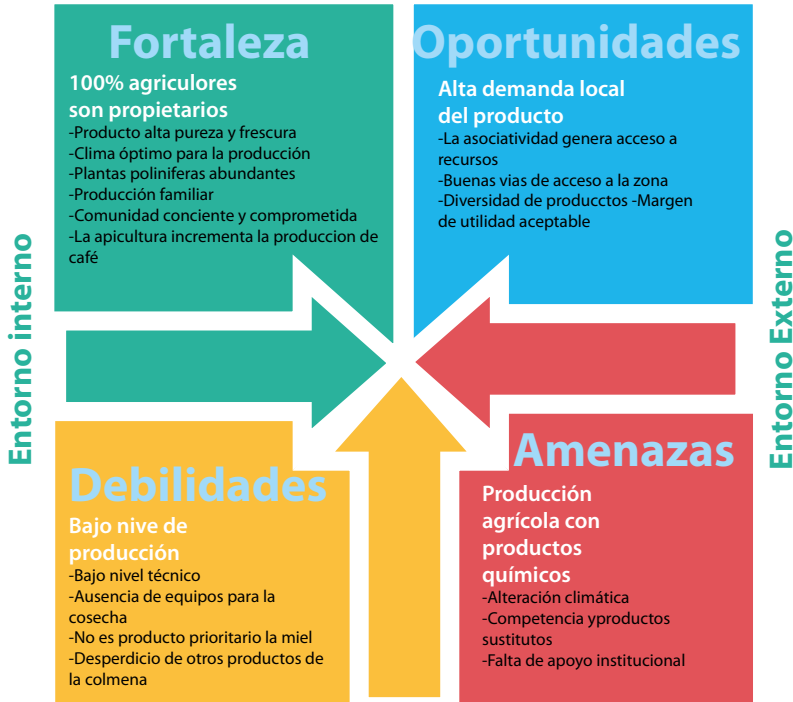 Fortaleza
100% agriculores
son propietarios
-Producto alta pureza y frescura
-Clima óptimo para la producción
-Plantas poliniferas abundantes
-Producción familiar
-Comunidad conciente y comprometida
-La apicultura incrementa la produccion de
café
Oportunidades
Alta demanda local
del producto
-La asociatividad genera acceso a
recursos
-Buenas vias de acceso a la zona
-Diversidad de producctos -Margen
de utilidad aceptable
Entorno interno
Entorno Externo
Debilidades
Bajo nive de
producción
-Bajo nivel técnico
-Ausencia de equipos para la
cosecha
-No es producto prioritario la miel
-Desperdicio de otros productos de
la colmena
Amenazas
Producción
agrícola con
productos
químicos
-Alteración climática
-Competencia yproductos
sustitutos
-Falta de apoyo institucional